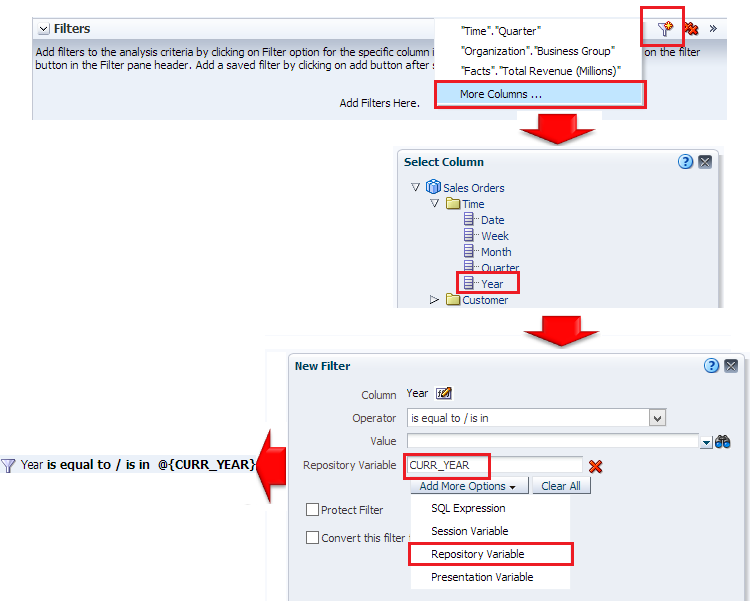 Filters
"Time"."Quarter"
"Organization"."Business Group"
"Facts"."Total Revenue (Millions)"
More Columns ...
Add filters to the analysis criteria by clicking on Filter option for the specific column i
on the filter
button in the Filter pane header. Add a saved filter by clicking on add button after s
Add Filters Here.
Select Column
Sales Orders
Time
Date
Week
Month
Quarter
Year
Customer
New Filter
Column Year
Operator is equal to / is in
Value
Repository Variable CURR_YEAR
Year is equal to / is in @{CURR_YEAR}
Add More Options Clear All
SQL Expression
Protect Filter
Session Variable
Convert this filter
Repository Variable
Presentation Variable